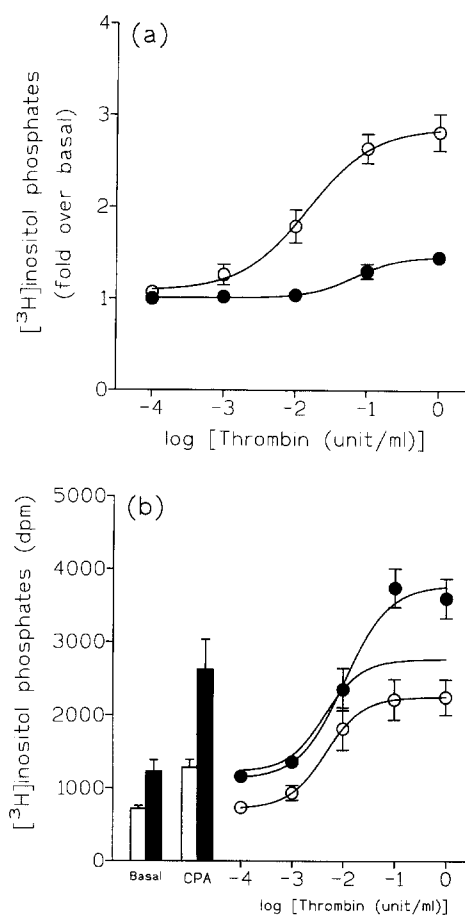 (a)
[³H]inositol phosphates
(fold over basal)
4
3
2
1
0
-4 -3 -2 -1 0
log [Thrombin (unit/ml)]
(b)
[³H]inositol phosphates (dpm)
5000
4000
3000
2000
1000
0
Basal CPA -4 -3 -2 -1 0
log [Thrombin (unit/ml)]